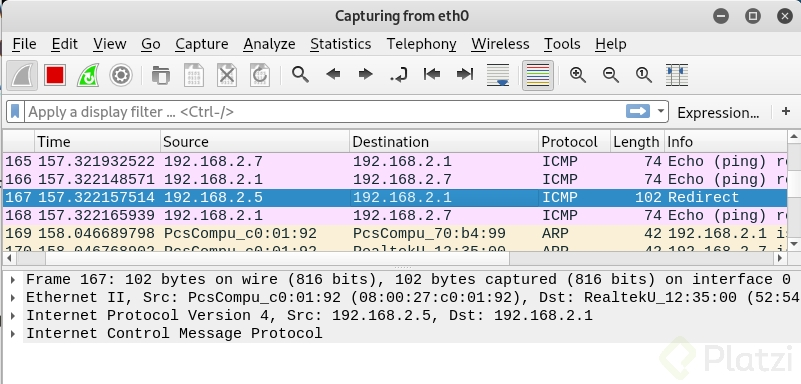 Capturing from eth0
File Edit View Go Capture Analyze Statistics Telephony Wireless Tools Help
Apply a display filter ... <Ctrl-/> Expression... +
Time Source Destination Protocol Length Info
165 157.321932522 192.168.2.7 192.168.2.1 ICMP 74 Echo (ping) r
166 157.322148571 192.168.2.1 192.168.2.7 ICMP 74 Echo (ping) r
167 157.322157514 192.168.2.5 192.168.2.1 ICMP 102 Redirect
168 157.322165939 192.168.2.1 192.168.2.7 ICMP 74 Echo (ping) r
169 158.046689798 PcsCompu_c0:01:92 PcsCompu_70:b4:99 ARP 42 192.168.2.1 i
170 158.046768902 PcsCompu_c0:01:92 RealtekU_12:35:00 ARP 42 192.168.2.7 i
Frame 167: 102 bytes on wire (816 bits), 102 bytes captured (816 bits) on interface 0
Ethernet II, Src: PcsCompu_c0:01:92 (08:00:27:c0:01:92), Dst: RealtekU_12:35:00 (52:54
Internet Protocol Version 4, Src: 192.168.2.5, Dst: 192.168.2.1
Internet Control Message Protocol
Platzi